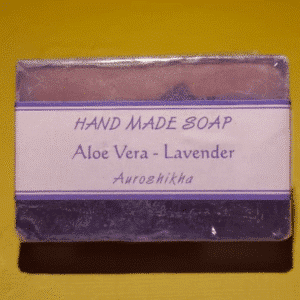 HAND MADE SOAP
Aloe Vera - Lavender
Auroshikha